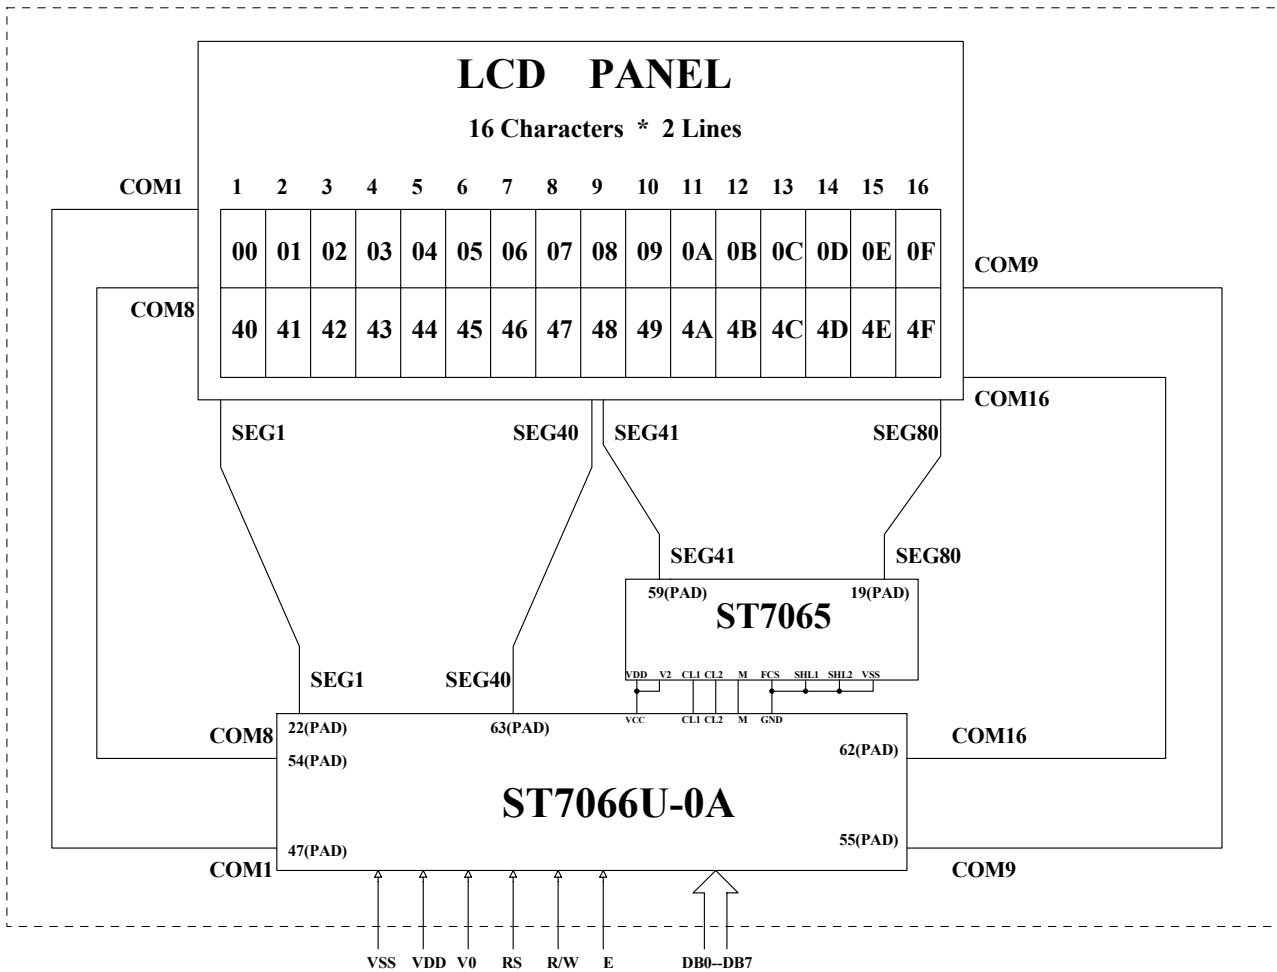 LCD PANEL
16 Characters * 2 Lines
COM1 1 2 3 4 5 6 7 8 9 10 11 12 13 14 15 16
00 01 02 03 04 05 06 07 08 09 0A 0B 0C 0D 0E 0F
COM9
COM8
40 41 42 43 44 45 46 47 48 49 4A 4B 4C 4D 4E 4F
COM16
SEG1 SEG40 SEG41 SEG80
SEG41 SEG80
59(PAD) 19(PAD)
ST7065
VDD V2 CL1 CL2 M FCS SHL1 SHL2 VSS
SEG1 SEG40
VCC CL1 CL2 M GND
22(PAD) 63(PAD)
COM8 COM16
54(PAD) 62(PAD)
ST7066U-0A
47(PAD) 55(PAD)
COM1 COM9
VSS VDD V0 RS R/W E DB0--DB7